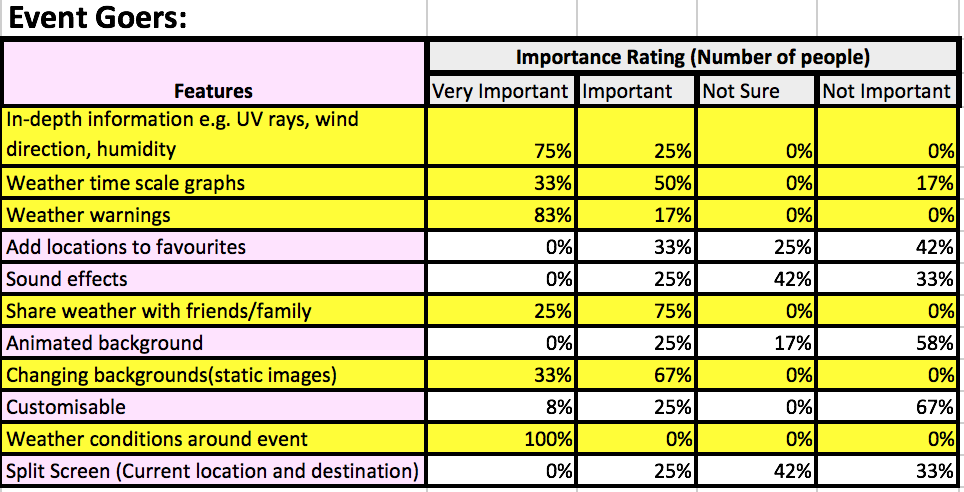 Event Goers:
Importance Rating (Number of people)
Features Very Important Important Not Sure Not Important
In-depth information e.g. UV rays, wind
direction, humidity 75% 25% 0% 0%
Weather time scale graphs 33% 50% 0% 17%
Weather warnings 83% 17% 0% 0%
Add locations to favourites 0% 33% 25% 42%
Sound effects 0% 25% 42% 33%
Share weather with friends/family 25% 75% 0% 0%
Animated background 0% 25% 17% 58%
Changing backgrounds(static images) 33% 67% 0% 0%
Customisable 8% 25% 0% 67%
Weather conditions around event 100% 0% 0% 0%
Split Screen (Current location and destination) 0% 25% 42% 33%